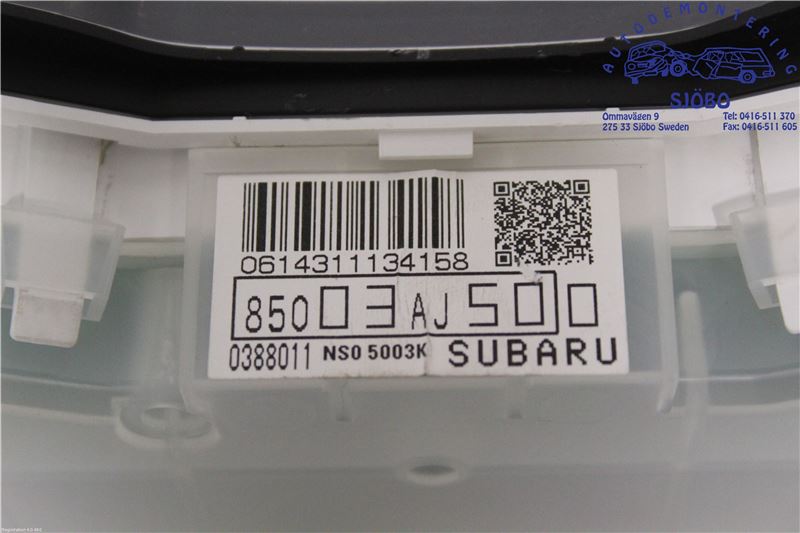 AUTODEMONTERING
SJÖBO
Ommavägen 9 Tel: 0416-511 370
275 33 Sjöbo Sweden Fax: 0416-511 605
0614311134158
85003AJ500
0388011 NS0 5003K SUBARU